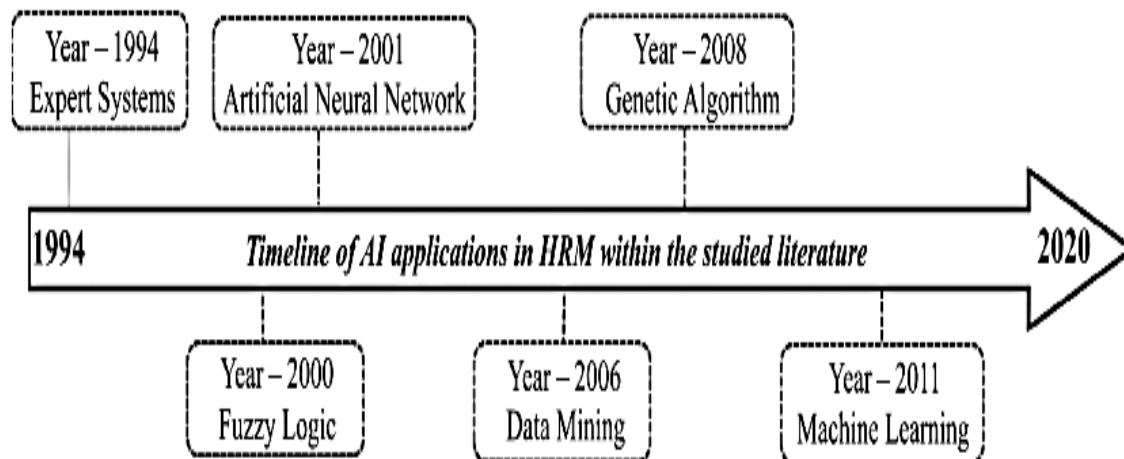 Year – 1994
Expert Systems
Year – 2001
Artificial Neural Network
Year – 2008
Genetic Algorithm
1994
Timeline of AI applications in HRM within the studied literature
2020
Year – 2000
Fuzzy Logic
Year – 2006
Data Mining
Year – 2011
Machine Learning